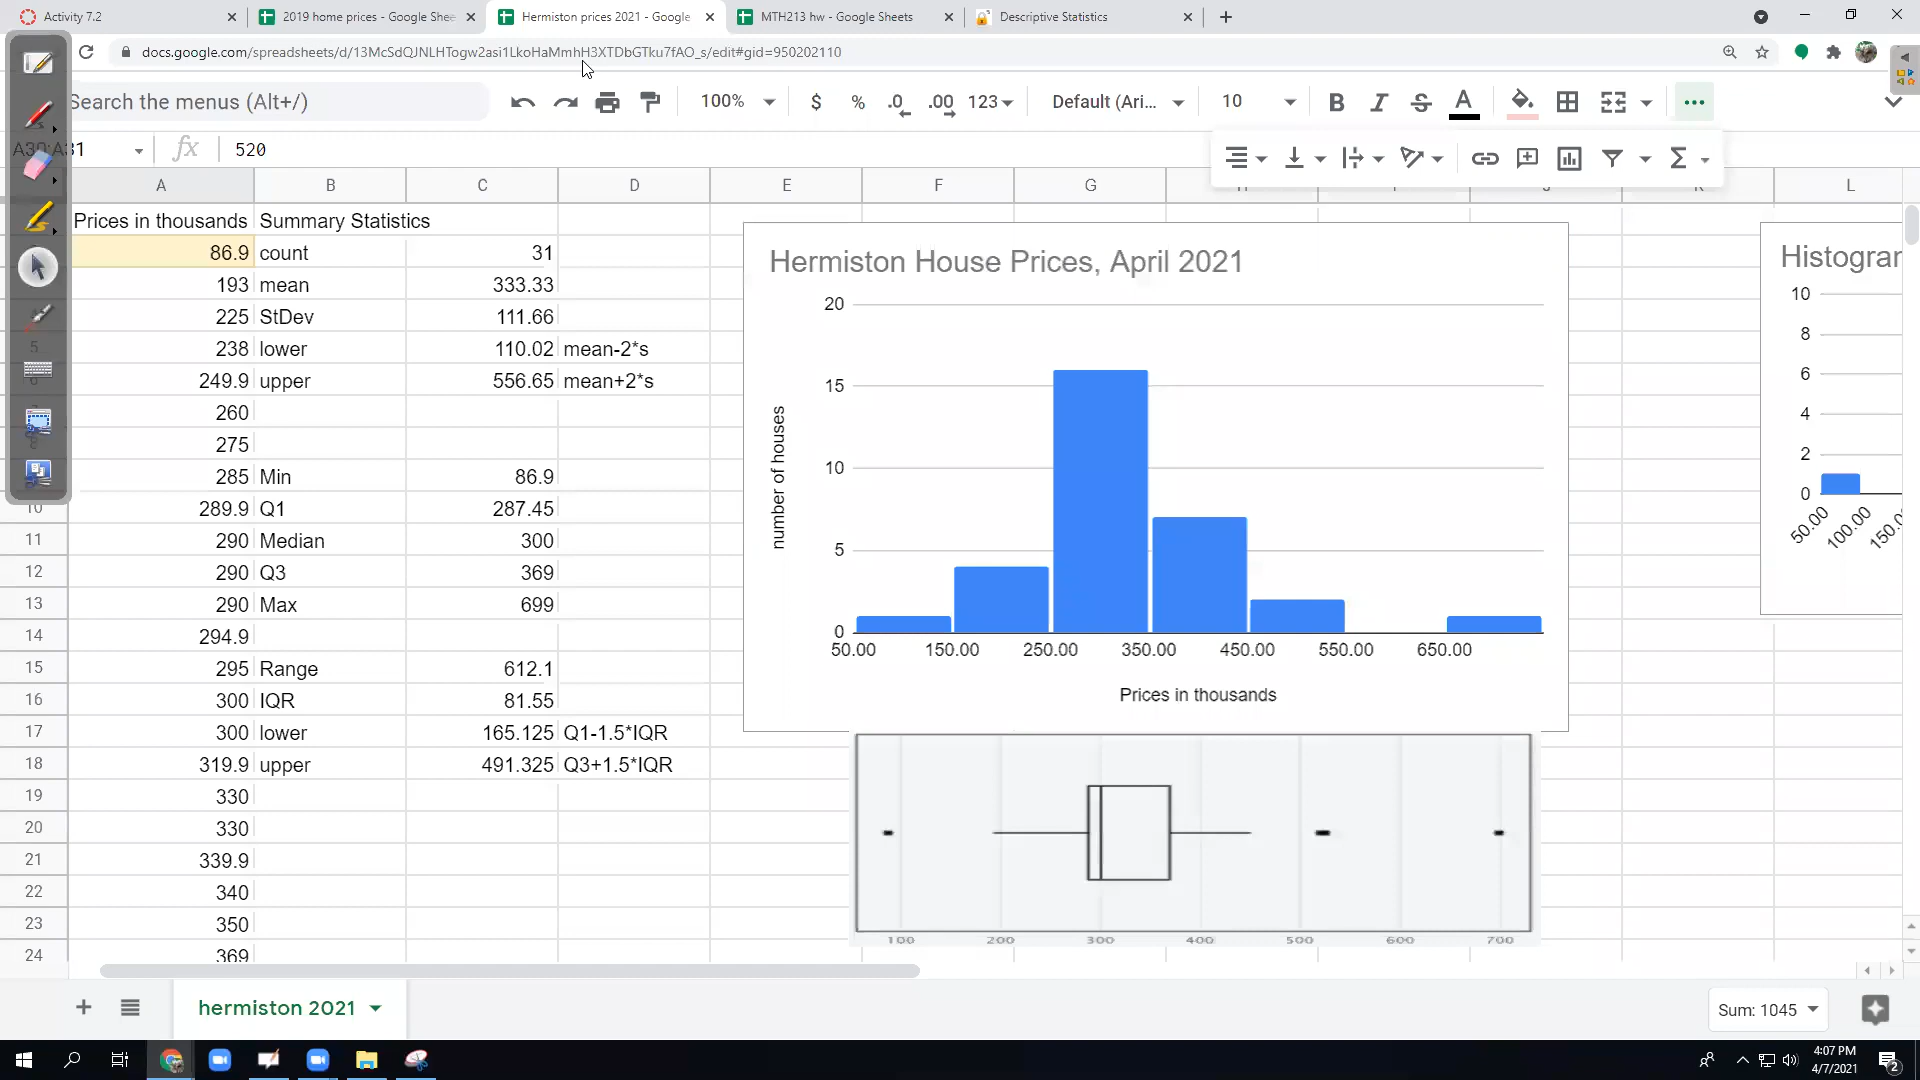 Activity 7.2
2019 home prices - Google Shee
Hermiston prices 2021 - Google
MTH213 hw - Google Sheets
Descriptive Statistics
docs.google.com/spreadsheets/d/13McSdQJNLHTogw2asi1LkoHaMmhH3XTDbGTku7fAO_s/edit#gid=950202110
Search the menus (Alt+/)
100%
$
%
.0
.00
123
Default (Ari...
10
B
I
S
A
A30:A31
fx
520
Σ
A B C D E F G H I J K L
Prices in thousands Summary Statistics
86.9 count 31
193 mean 333.33
225 StDev 111.66
5 238 lower 110.02 mean-2*s
6 249.9 upper 556.65 mean+2*s
260
275
285 Min 86.9
10 289.9 Q1 287.45
11 290 Median 300
12 290 Q3 369
13 290 Max 699
14 294.9
15 295 Range 612.1
16 300 IQR 81.55
17 300 lower 165.125 Q1-1.5*IQR
18 319.9 upper 491.325 Q3+1.5*IQR
19 330
20 330
21 339.9
22 340
23 350
24 369
Hermiston House Prices, April 2021
20
15
10
5
0
number of houses
50.00 150.00 250.00 350.00 450.00 550.00 650.00
Prices in thousands
100 200 300 400 500 600 700
Histogra
10
8
6
4
2
0
50.00
100.00
150.
hermiston 2021
Sum: 1045
4:07 PM
4/7/2021
2